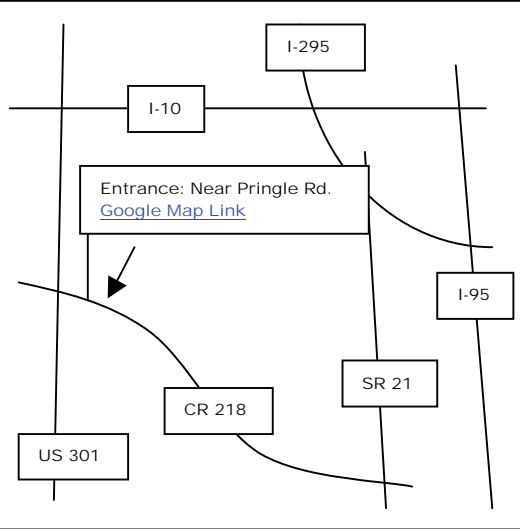 I-295
I-10
Entrance: Near Pringle Rd.
Google Map Link
I-95
SR 21
CR 218
US 301